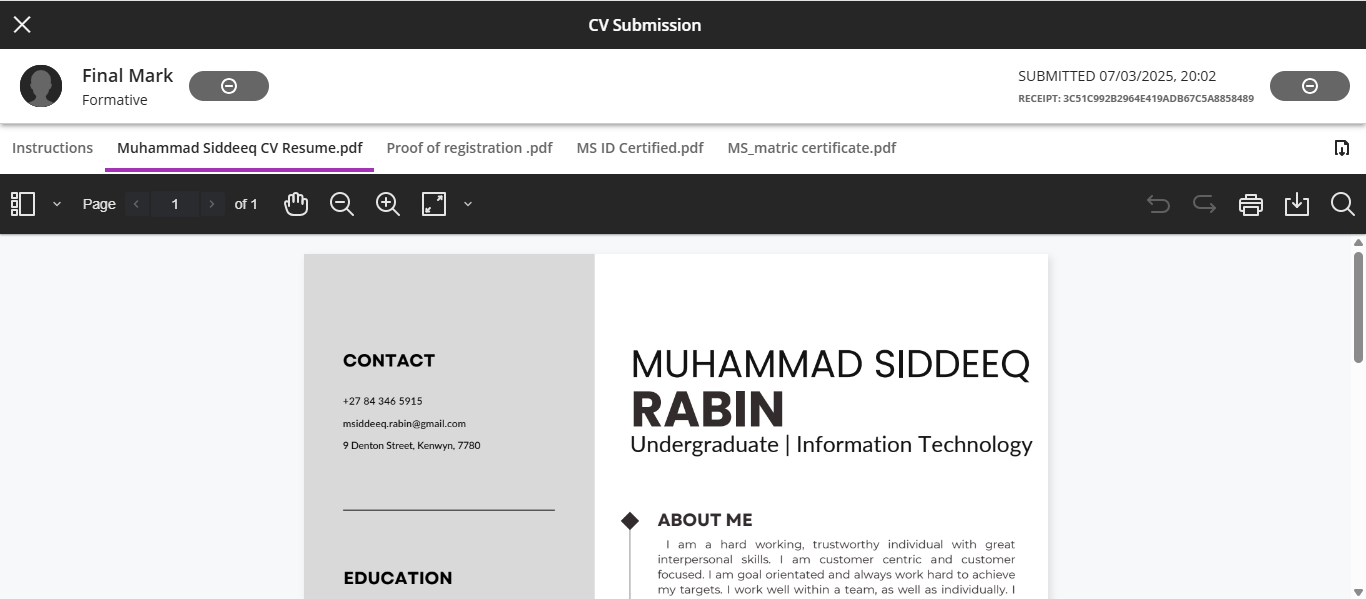 CV Submission
Final Mark
Formative
SUBMITTED 07/03/2025, 20:02
RECEIPT: 3C51C992B2964E419ADB67C5A8858489
Instructions
Muhammad Siddeeq CV Resume.pdf
Proof of registration .pdf
MS ID Certified.pdf
MS_matric certificate.pdf
Page 1 of 1
CONTACT
+27 84 346 5915
msiddeeq.rabin@gmail.com
9 Denton Street, Kenwyn, 7780
EDUCATION
MUHAMMAD SIDDEEQ
RABIN
Undergraduate | Information Technology
ABOUT ME
I am a hard working, trustworthy individual with great
interpersonal skills. I am customer centric and customer
focused. I am goal orientated and always work hard to achieve
my targets. I work well within a team, as well as individually. I